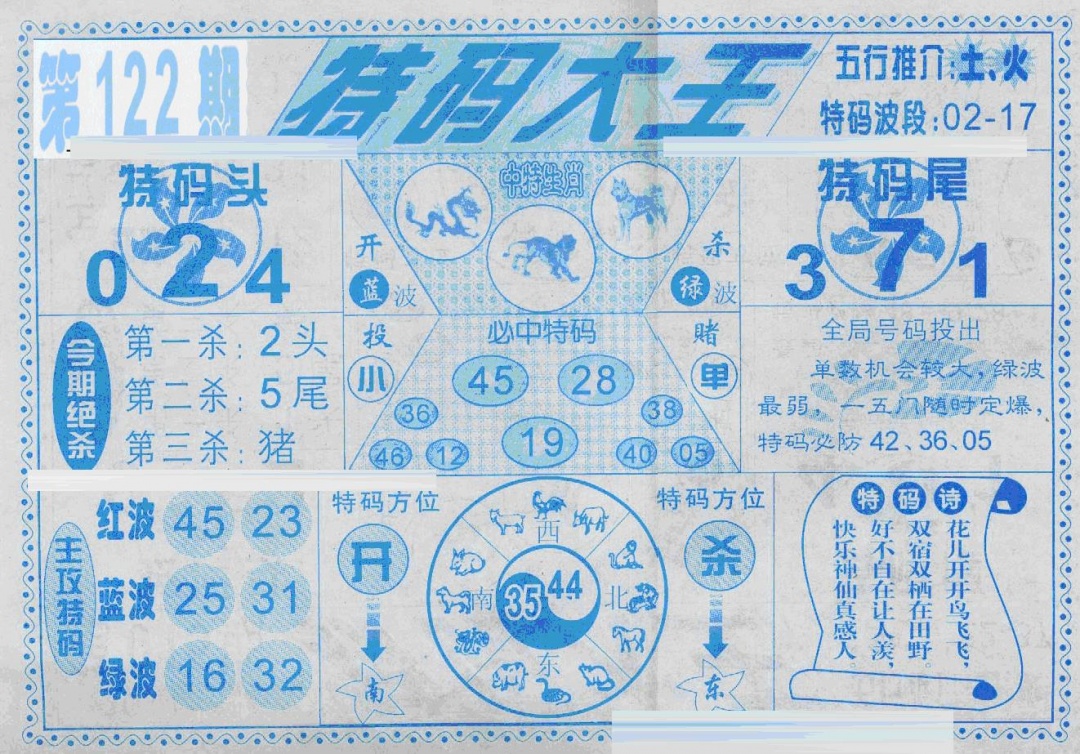 第122期
特码大王
五行推介:土、火
特码波段:02-17
特码头
0 2 4
中特生肖
开
蓝波
杀
绿波
特码尾
3 7 1
今期绝杀
第一杀: 2头
第二杀: 5尾
第三杀: 猪
投
小
必中特码
45 28
36 38
19
46 12 40 05
赌
单
全局号码投出
单数机会较大,绿波
最弱，一五八随时定爆，
特码必防 42、36、05
主攻特码
红波 45 23
蓝波 25 31
绿波 16 32
特码方位
开
南
西
南 35 44 北
东
特码方位
杀
东
特码诗
花儿开开鸟飞飞，
双宿双栖在田野。
好不自在让人羡，
快乐神仙真感人。